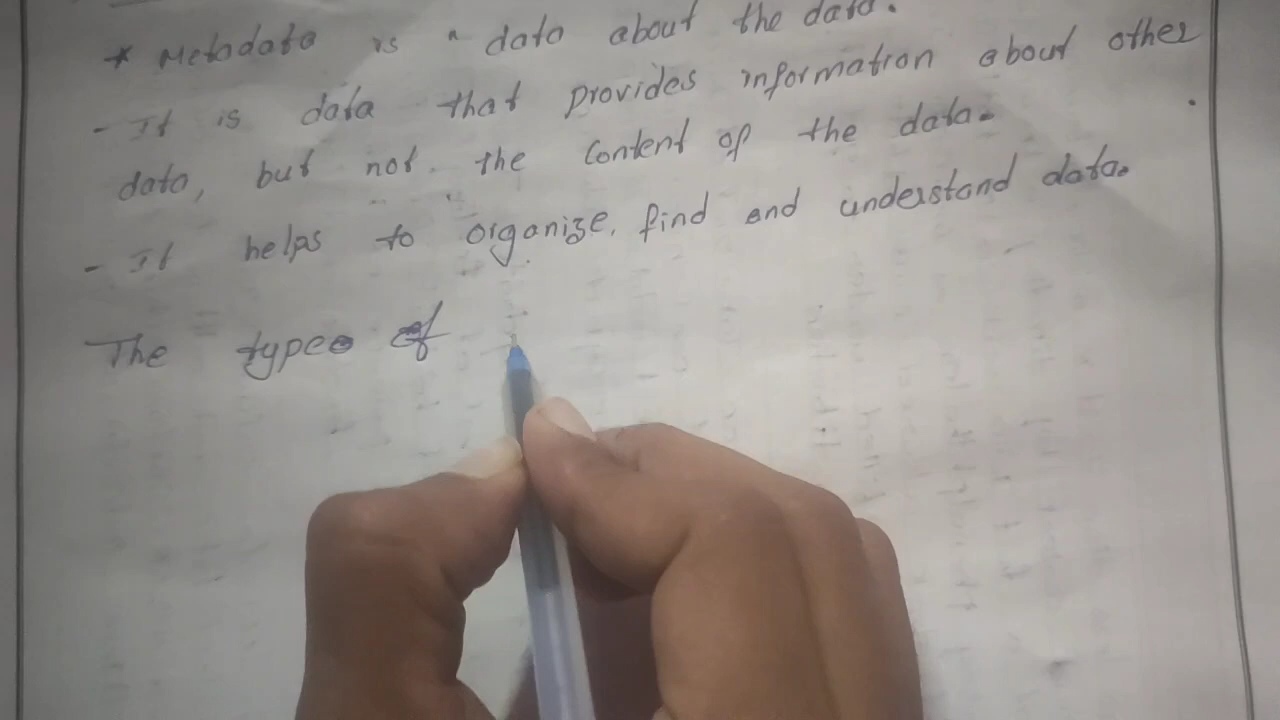 * Metadata is a data about the data.
- It is data that provides information about other
data, but not the content of the data.
- It helps to organize, find and understand data.
The types of